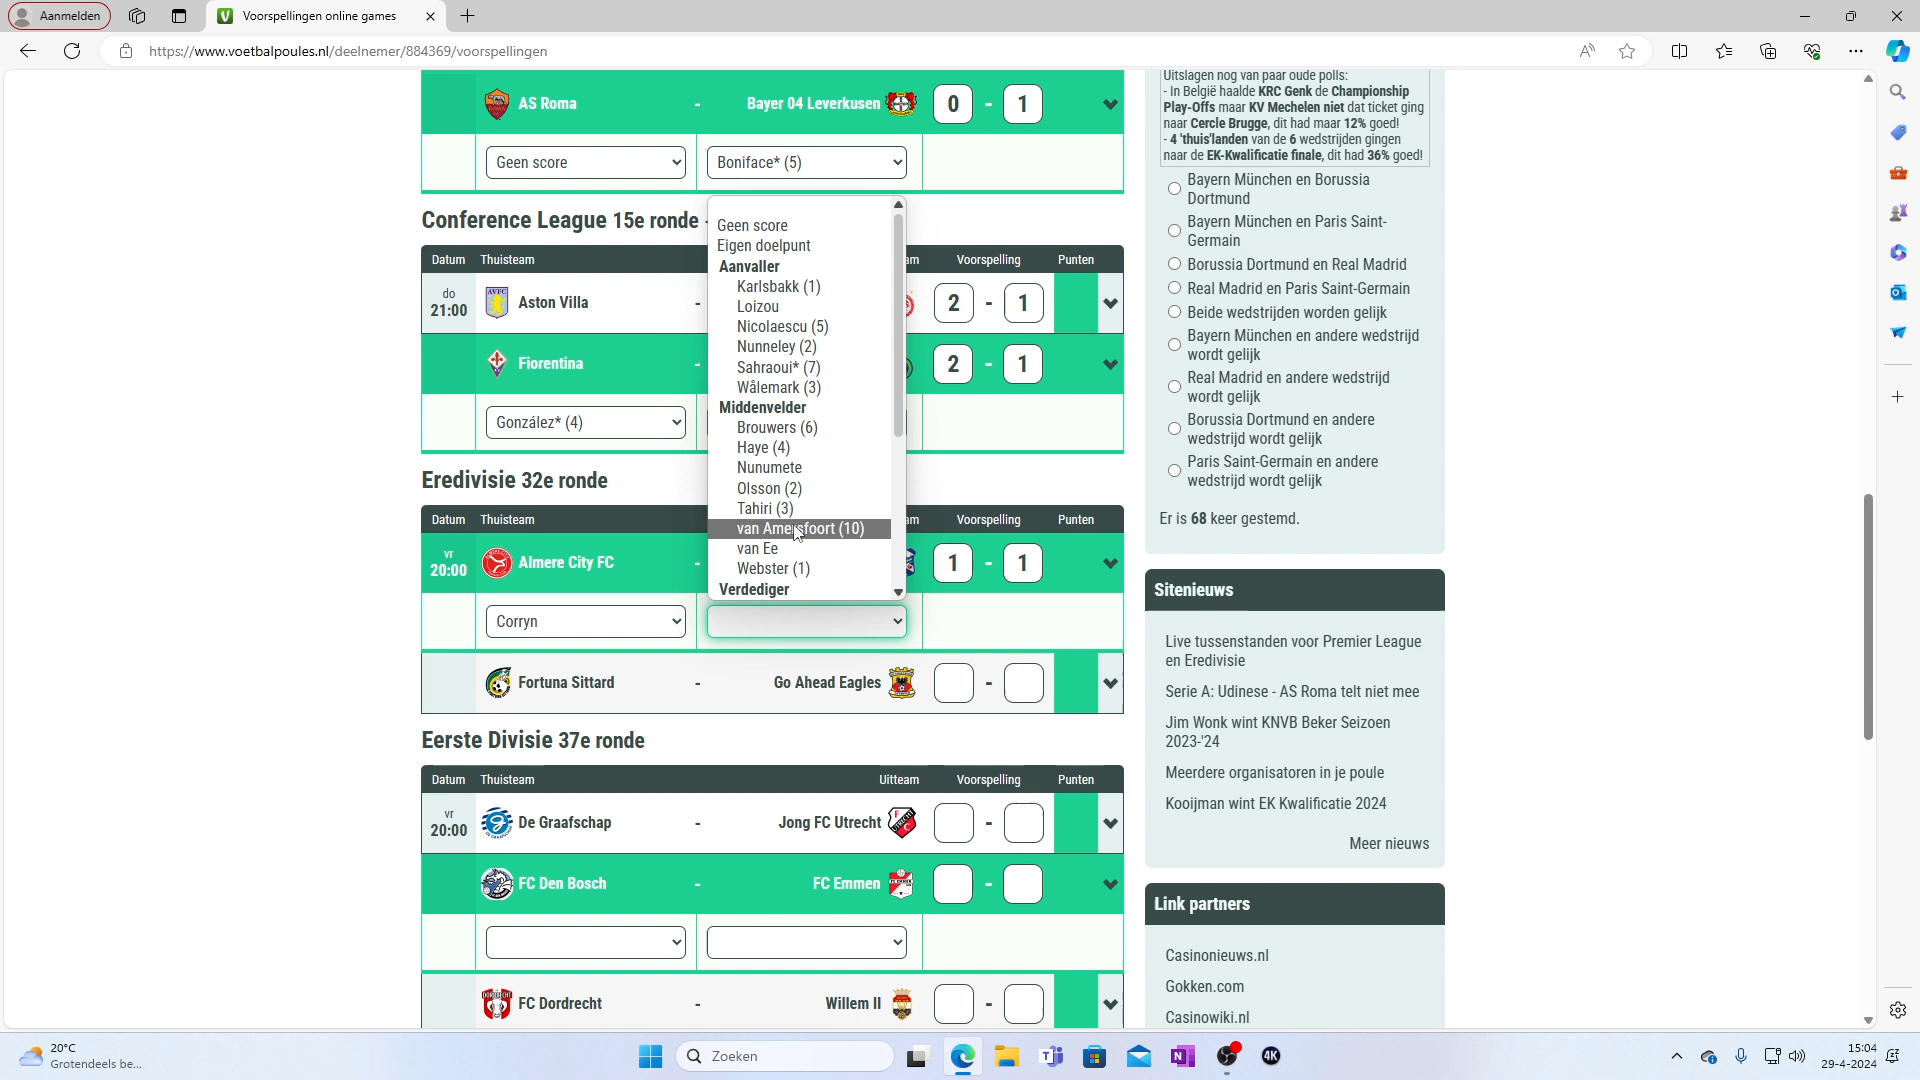 Aanmelden
Voorspellingen online games
https://www.voetbalpoules.nl/deelnemer/884369/voorspellingen
AS Roma - Bayer 04 Leverkusen 0 - 1
Geen score
Boniface* (5)
Conference League 15e ronde -
Datum Thuisteam Voorspelling Punten
do
21:00
Aston Villa - 2 - 1
Fiorentina - 2 - 1
González* (4)
Geen score
Eigen doelpunt
Aanvaller
Karlsbakk (1)
Loizou
Nicolaescu (5)
Nunneley (2)
Sahraoui* (7)
Wålemark (3)
Middenvelder
Brouwers (6)
Haye (4)
Nunumete
Olsson (2)
Tahiri (3)
van Amersfoort (10)
van Ee
Webster (1)
Verdediger
Eredivisie 32e ronde
Datum Thuisteam Voorspelling Punten
vr
20:00
Almere City FC - 1 - 1
Corryn
Fortuna Sittard - Go Ahead Eagles -
Eerste Divisie 37e ronde
Datum Thuisteam Uitteam Voorspelling Punten
vr
20:00
De Graafschap - Jong FC Utrecht -
FC Den Bosch - FC Emmen -
FC Dordrecht - Willem II -
Uitslagen nog van paar oude polls:
- In België haalde KRC Genk de Championship
Play-Offs maar KV Mechelen niet dat ticket ging
naar Cercle Brugge, dit had maar 12% goed!
- 4 'thuis'landen van de 6 wedstrijden gingen
naar de EK-Kwalificatie finale, dit had 36% goed!
Bayern München en Borussia
Dortmund
Bayern München en Paris Saint-
Germain
Borussia Dortmund en Real Madrid
Real Madrid en Paris Saint-Germain
Beide wedstrijden worden gelijk
Bayern München en andere wedstrijd
wordt gelijk
Real Madrid en andere wedstrijd
wordt gelijk
Borussia Dortmund en andere
wedstrijd wordt gelijk
Paris Saint-Germain en andere
wedstrijd wordt gelijk
Er is 68 keer gestemd.
Sitenieuws
Live tussenstanden voor Premier League
en Eredivisie
Serie A: Udinese - AS Roma telt niet mee
Jim Wonk wint KNVB Beker Seizoen
2023-'24
Meerdere organisatoren in je poule
Kooijman wint EK Kwalificatie 2024
Meer nieuws
Link partners
Casinonieuws.nl
Gokken.com
Casinowiki.nl
20°C
Grotendeels be...
Zoeken
4K
15:04
29-4-2024